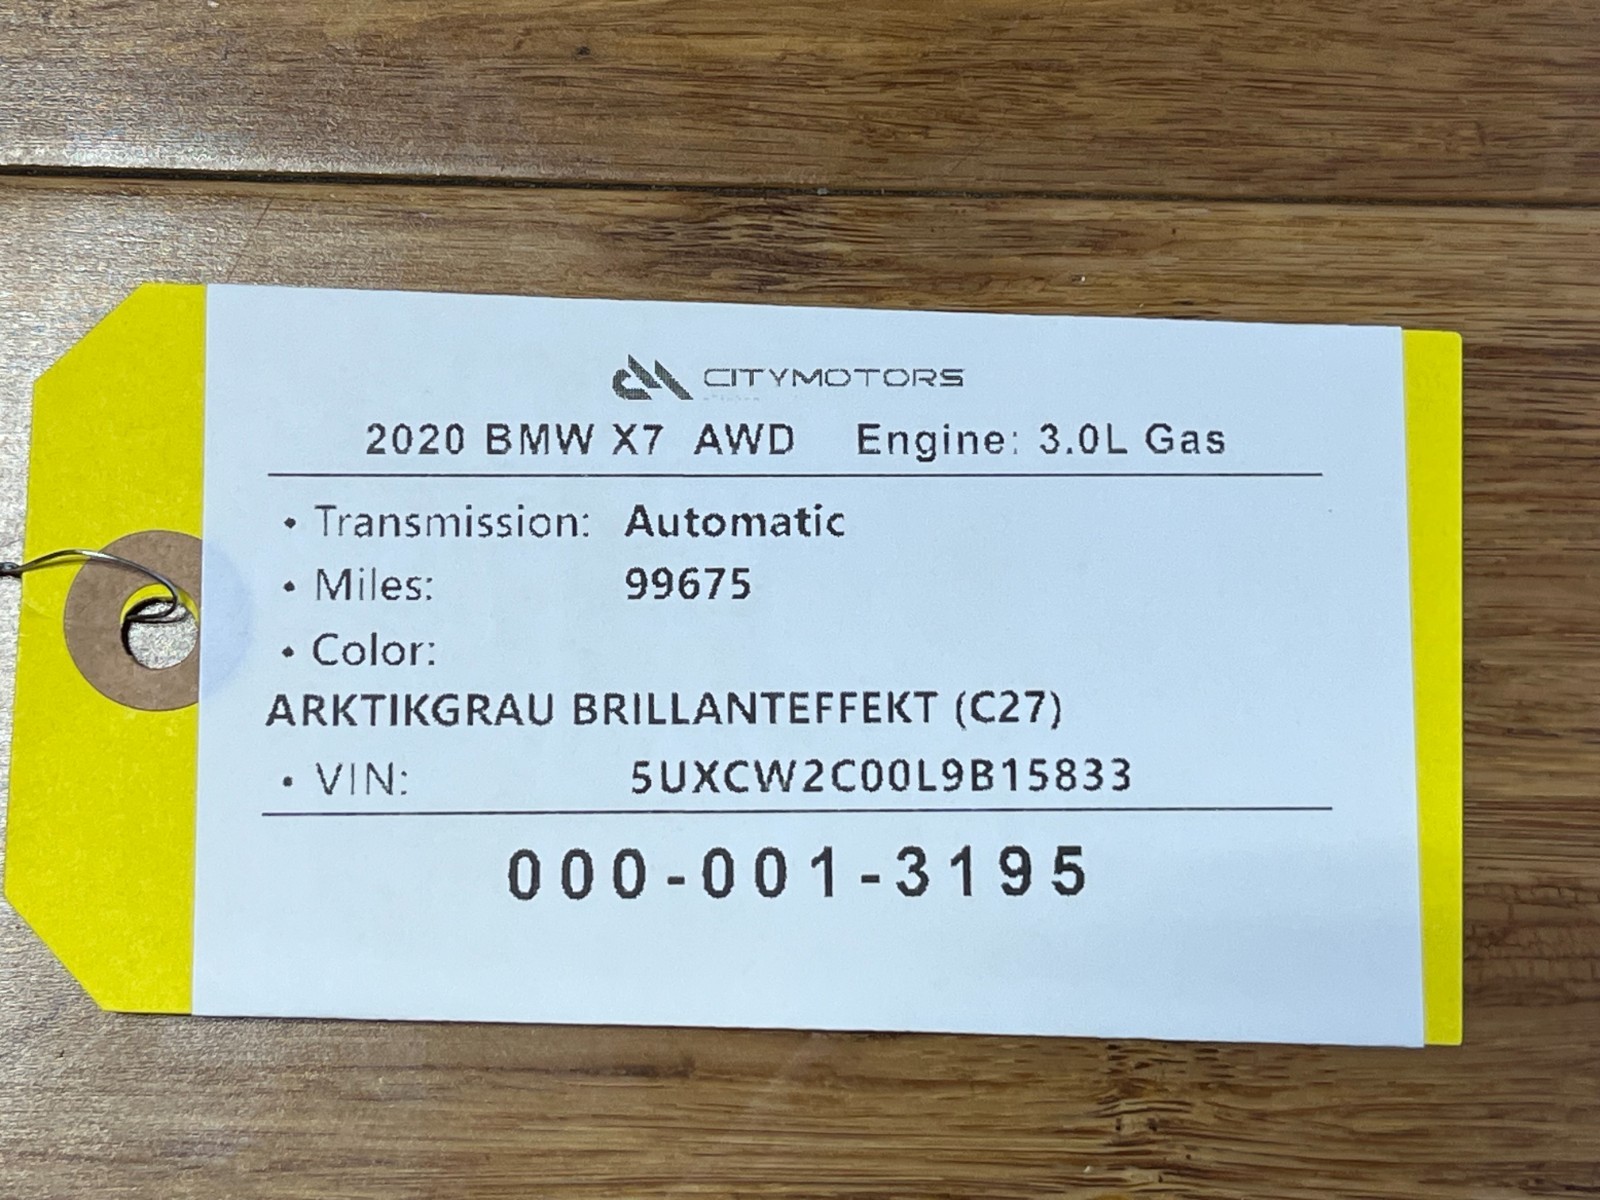 CITYMOTORS
2020 BMW X7 AWD Engine: 3.0L Gas
• Transmission: Automatic
• Miles: 99675
• Color:
ARKTIKGRAU BRILLANTEFFEKT (C27)
• VIN: 5UXCW2C00L9B15833
000-001-3195